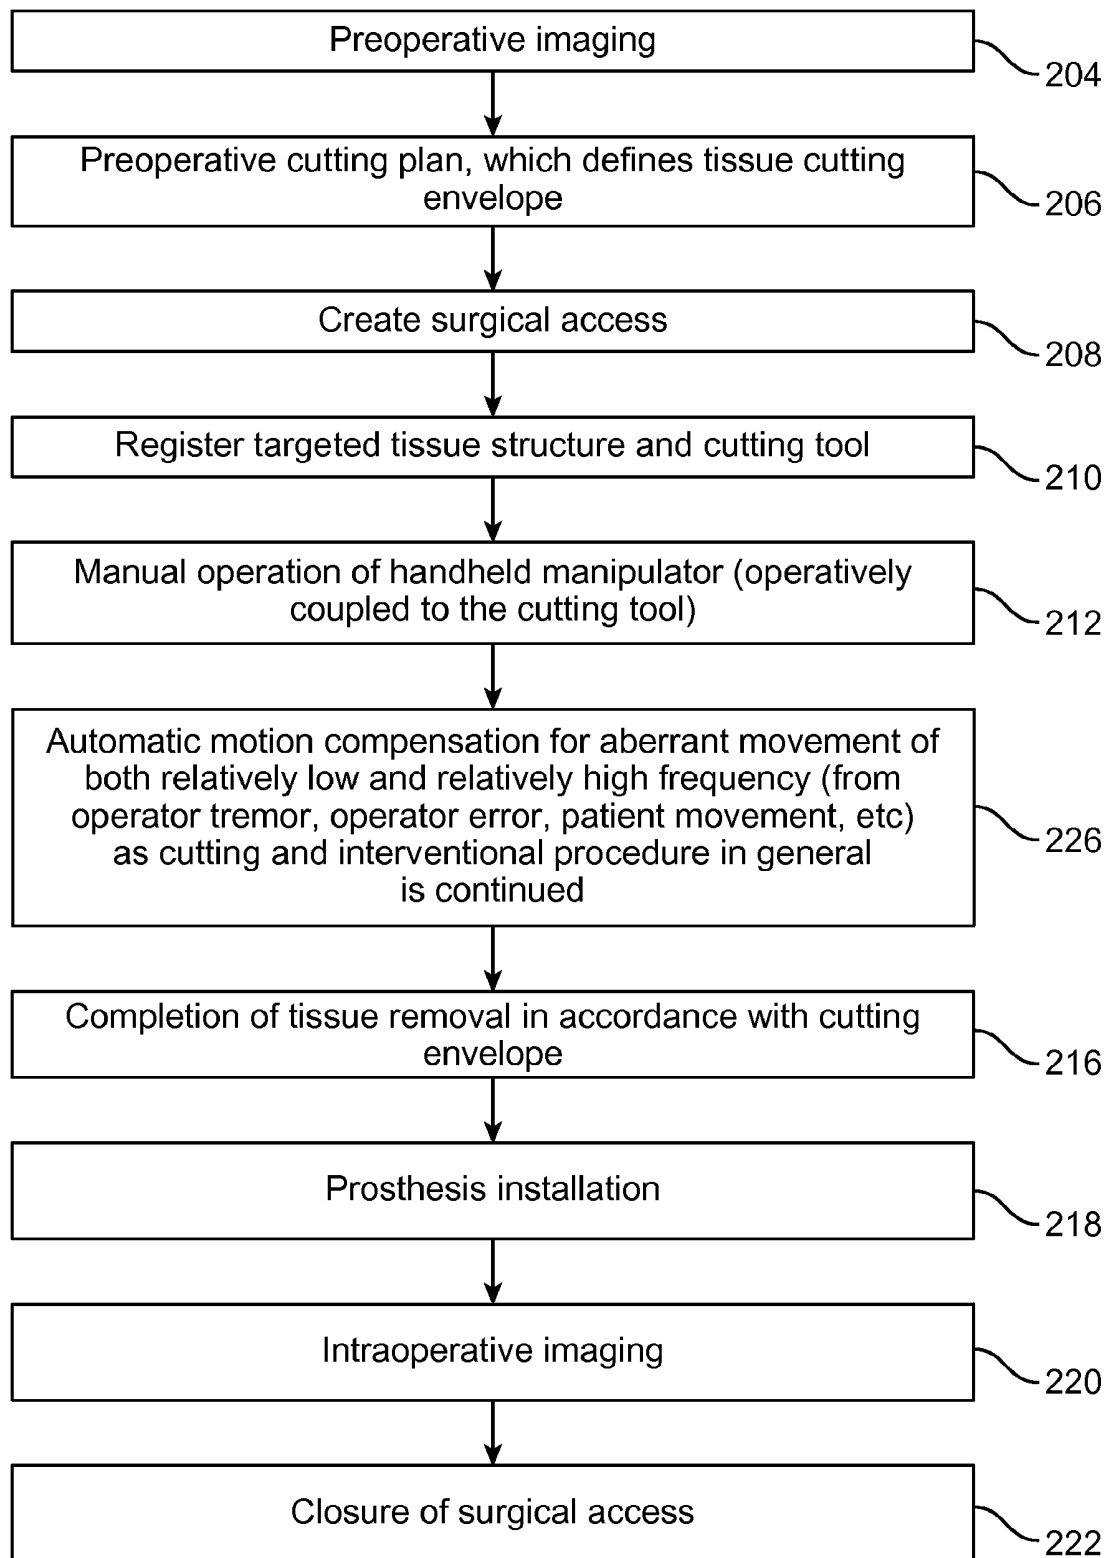 Preoperative imaging
204
Preoperative cutting plan, which defines tissue cutting
envelope
206
Create surgical access
208
Register targeted tissue structure and cutting tool
210
Manual operation of handheld manipulator (operatively
coupled to the cutting tool)
212
Automatic motion compensation for aberrant movement of
both relatively low and relatively high frequency (from
operator tremor, operator error, patient movement, etc)
as cutting and interventional procedure in general
is continued
226
Completion of tissue removal in accordance with cutting
envelope
216
Prosthesis installation
218
Intraoperative imaging
220
Closure of surgical access
222